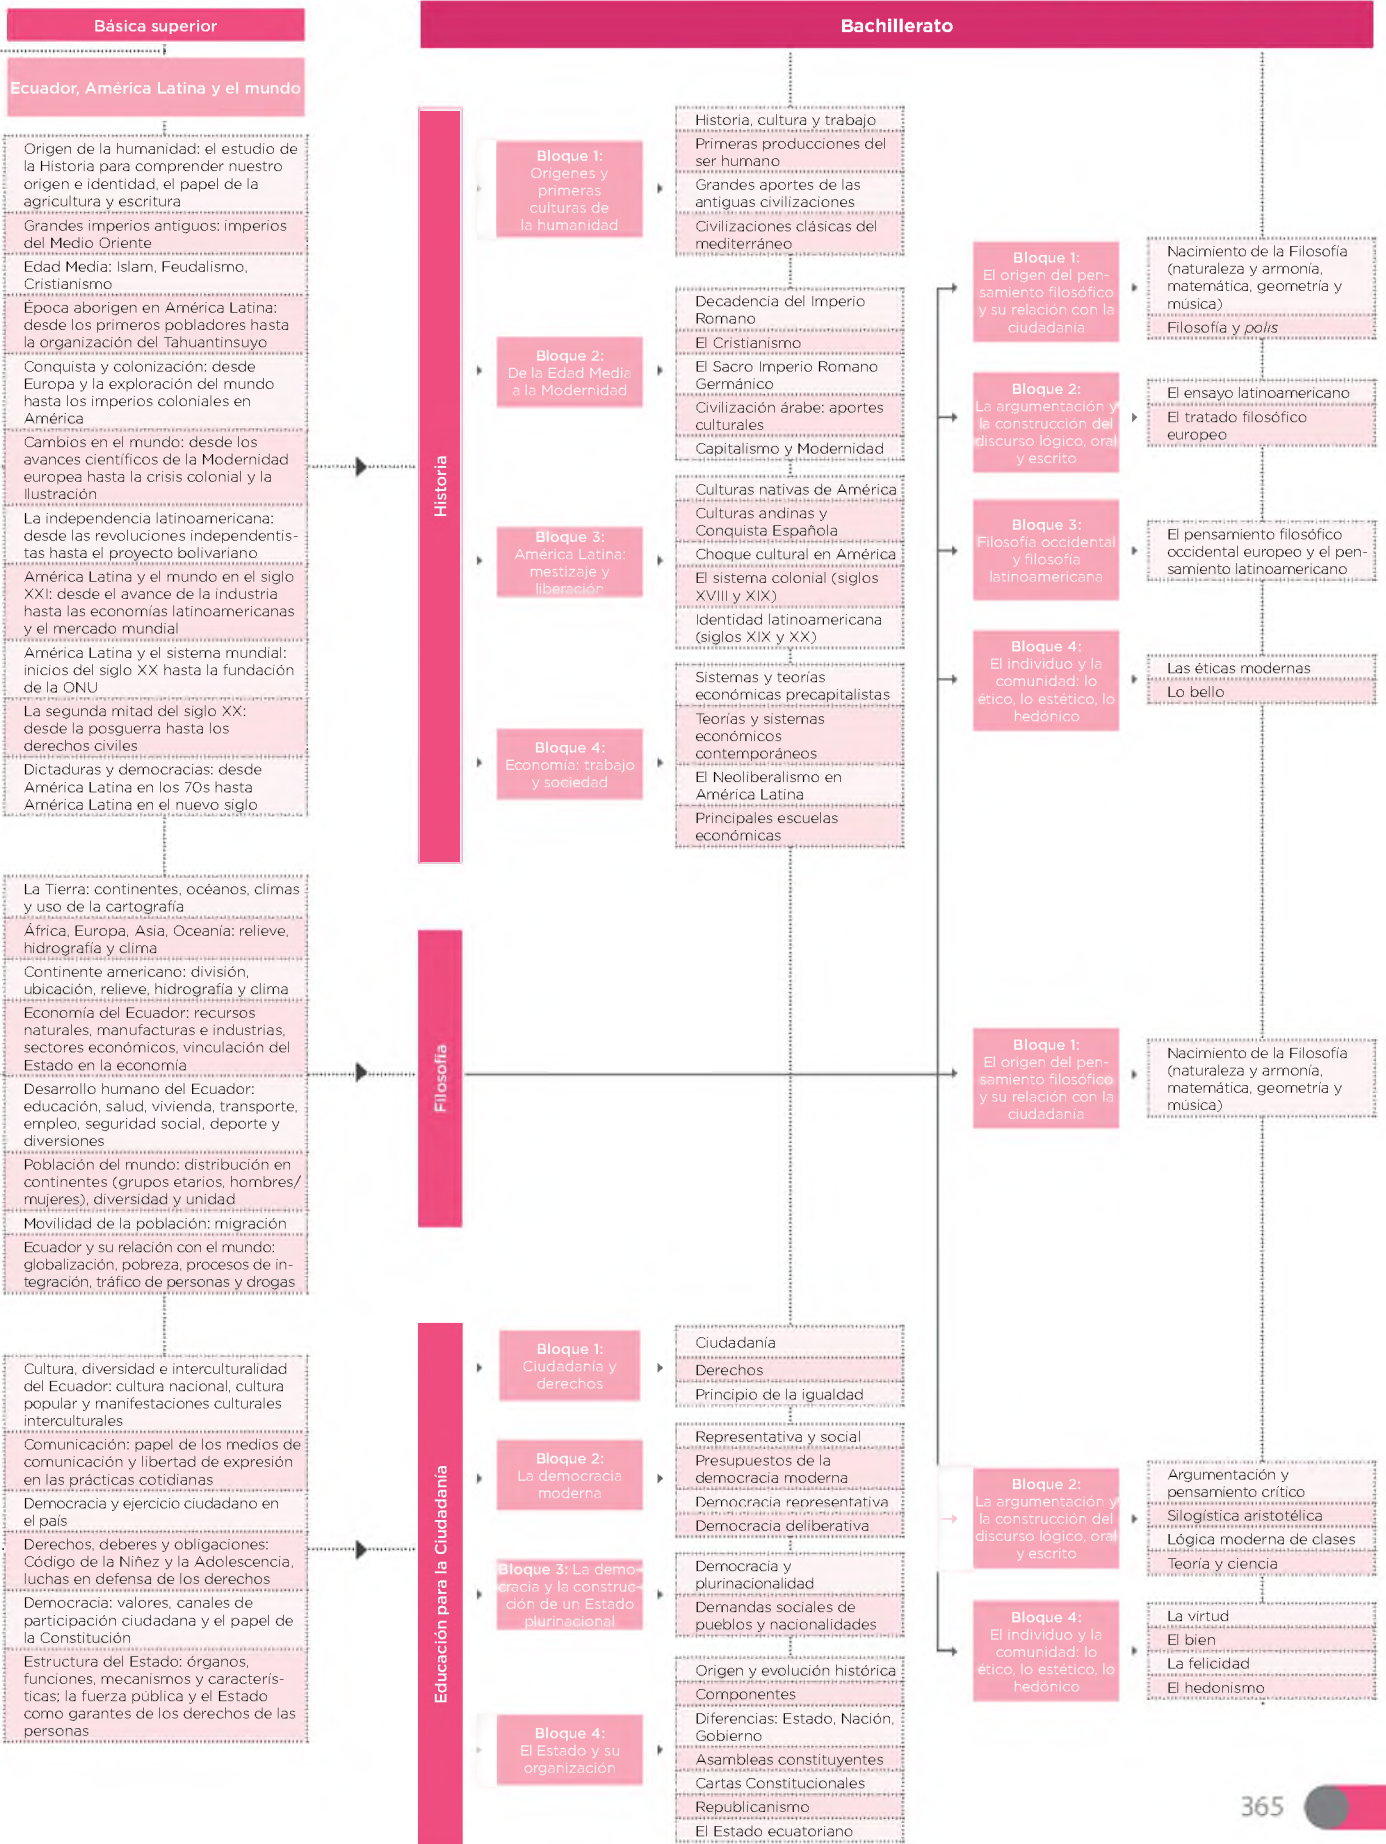 Básica superior
Bachillerato
Ecuador, América Latina y el mundo
Origen de la humanidad: el estudio de
la Historia para comprender nuestro
origen e identidad, el papel de la
agricultura y escritura
Grandes imperios antiguos: imperios
del Medio Oriente
Edad Media: Islam, Feudalismo,
Cristianismo
Época aborigen en América Latina:
desde los primeros pobladores hasta
la organización del Tahuantinsuyo
Conquista y colonización: desde
Europa y la exploración del mundo
hasta los imperios coloniales en
América
Cambios en el mundo: desde los
avances científicos de la Modernidad
europea hasta la crisis colonial y la
Ilustración
La independencia latinoamericana:
desde las revoluciones independentis-
tas hasta el proyecto bolivariano
América Latina y el mundo en el siglo
XXI: desde el avance de la industria
hasta las economías latinoamericanas
y el mercado mundial
América Latina y el sistema mundial:
inicios del siglo XX hasta la fundación
de la ONU
La segunda mitad del siglo XX:
desde la posguerra hasta los
derechos civiles
Dictaduras y democracias: desde
América Latina en los 70s hasta
América Latina en el nuevo siglo
La Tierra: continentes, océanos, climas
y uso de la cartografía
África, Europa, Asia, Oceanía: relieve,
hidrografía y clima
Continente americano: división,
ubicación, relieve, hidrografía y clima
Economía del Ecuador: recursos
naturales, manufacturas e industrias,
sectores económicos, vinculación del
Estado en la economía
Desarrollo humano del Ecuador:
educación, salud, vivienda, transporte,
empleo, seguridad social, deporte y
diversiones
Población del mundo: distribución en
continentes (grupos etarios, hombres/
mujeres), diversidad y unidad
Movilidad de la población: migración
Ecuador y su relación con el mundo:
globalización, pobreza, procesos de in-
tegración, tráfico de personas y drogas
Cultura, diversidad e interculturalidad
del Ecuador: cultura nacional, cultura
popular y manifestaciones culturales
interculturales
Comunicación: papel de los medios de
comunicación y libertad de expresión
en las prácticas cotidianas
Democracia y ejercicio ciudadano en
el país
Derechos, deberes y obligaciones:
Código de la Niñez y la Adolescencia,
luchas en defensa de los derechos
Democracia: valores, canales de
participación ciudadana y el papel de
la Constitución
Estructura del Estado: órganos,
funciones, mecanismos y caracterís-
ticas; la fuerza pública y el Estado
como garantes de los derechos de las
personas
Historia
Bloque 1:
Orígenes y
primeras
culturas de
la humanidad
Historia, cultura y trabajo
Primeras producciones del
ser humano
Grandes aportes de las
antiguas civilizaciones
Civilizaciones clásicas del
mediterráneo
Bloque 2:
De la Edad Media
a la Modernidad
Decadencia del Imperio
Romano
El Cristianismo
El Sacro Imperio Romano
Germánico
Civilización árabe: aportes
culturales
Capitalismo y Modernidad
Bloque 3:
América Latina:
mestizaje y
liberación
Culturas nativas de América
Culturas andinas y
Conquista Española
Choque cultural en América
El sistema colonial (siglos
XVIII y XIX)
Identidad latinoamericana
(siglos XIX y XX)
Bloque 4:
Economía: trabajo
y sociedad
Sistemas y teorías
económicas precapitalistas
Teorías y sistemas
económicos
contemporáneos
El Neoliberalismo en
América Latina
Principales escuelas
económicas
Filosofía
Bloque 1:
El origen del pen-
samiento filosófico
y su relación con la
ciudadanía
Nacimiento de la Filosofía
(naturaleza y armonía,
matemática, geometría y
música)
Filosofía y polis
Bloque 2:
La argumentación y
la construcción del
discurso lógico, oral
y escrito
El ensayo latinoamericano
El tratado filosófico
europeo
Bloque 3:
Filosofía occidental
y filosofía
latinoamericana
El pensamiento filosófico
occidental europeo y el pen-
samiento latinoamericano
Bloque 4:
El individuo y la
comunidad: lo
ético, lo estético, lo
hedónico
Las éticas modernas
Lo bello
Bloque 1:
El origen del pen-
samiento filosófico
y su relación con la
ciudadanía
Nacimiento de la Filosofía
(naturaleza y armonía,
matemática, geometría y
música)
Bloque 2:
La argumentación y
la construcción del
discurso lógico, oral
y escrito
Argumentación y
pensamiento crítico
Silogística aristotélica
Lógica moderna de clases
Teoría y ciencia
Bloque 4:
El individuo y la
comunidad: lo
ético, lo estético, lo
hedónico
La virtud
El bien
La felicidad
El hedonismo
Educación para la Ciudadanía
Bloque 1:
Ciudadanía y
derechos
Ciudadanía
Derechos
Principio de la igualdad
Bloque 2:
La democracia
moderna
Representativa y social
Presupuestos de la
democracia moderna
Democracia representativa
Democracia deliberativa
Bloque 3: La demo-
cracia y la construc-
ción de un Estado
plurinacional
Democracia y
plurinacionalidad
Demandas sociales de
pueblos y nacionalidades
Bloque 4:
El Estado y su
organización
Origen y evolución histórica
Componentes
Diferencias: Estado, Nación,
Gobierno
Asambleas constituyentes
Cartas Constitucionales
Republicanismo
El Estado ecuatoriano
365